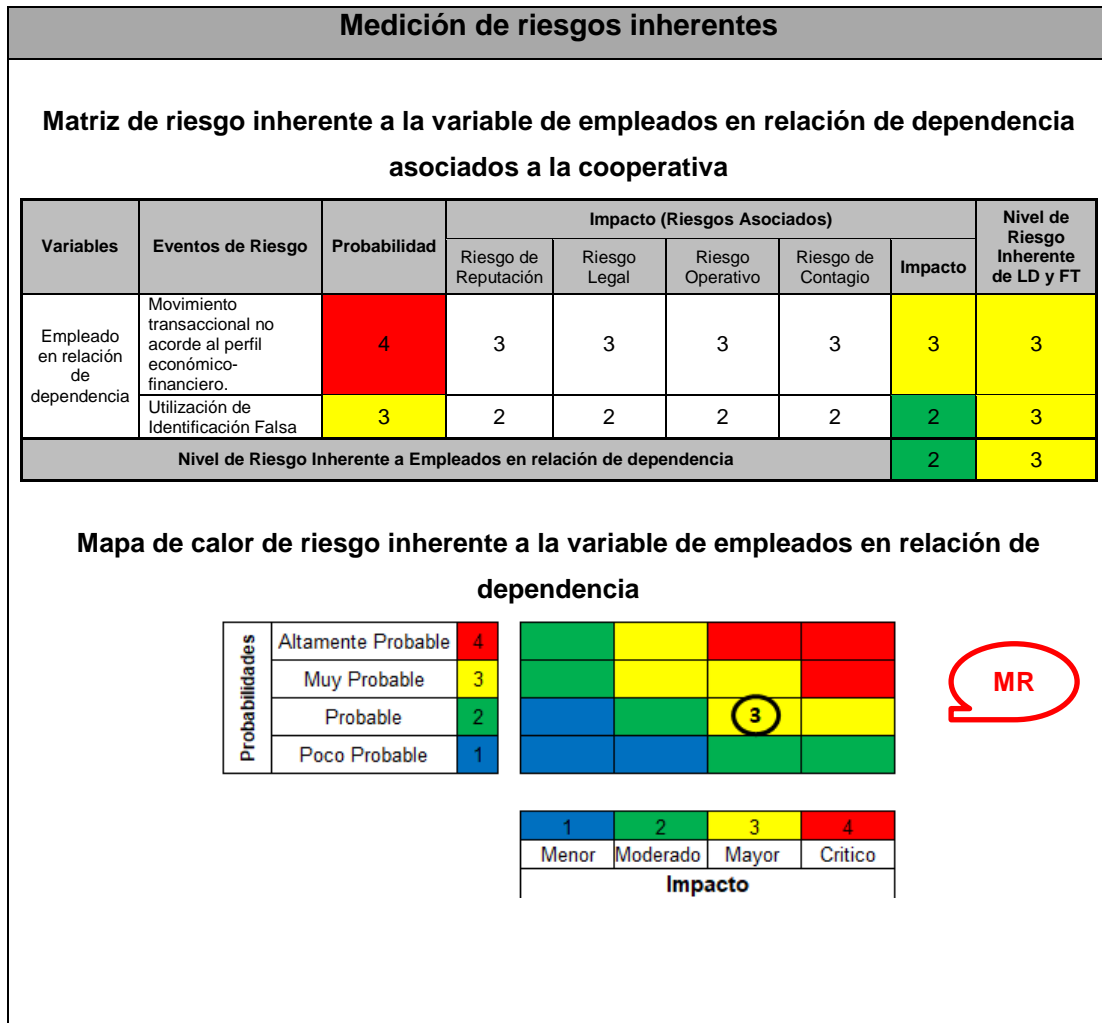 Medición de riesgos inherentes
Matriz de riesgo inherente a la variable de empleados en relación de dependencia
asociados a la cooperativa
Variables
Eventos de Riesgo
Probabilidad
Impacto (Riesgos Asociados)
Nivel de
Riesgo
Inherente
de LD y FT
Riesgo de
Reputación
Riesgo
Legal
Riesgo
Operativo
Riesgo de
Contagio
Impacto
Empleado
en relación
de
dependencia
Movimiento
transaccional no
acorde al perfil
económico-
financiero.
4
3
3
3
3
3
3
Utilización de
Identificación Falsa
3
2
2
2
2
2
3
Nivel de Riesgo Inherente a Empleados en relación de dependencia
2
3
Mapa de calor de riesgo inherente a la variable de empleados en relación de
dependencia
Probabilidades
Altamente Probable 4
Muy Probable 3
Probable 2
Poco Probable 1
3
MR
1 2 3 4
Menor Moderado Mayor Critico
Impacto